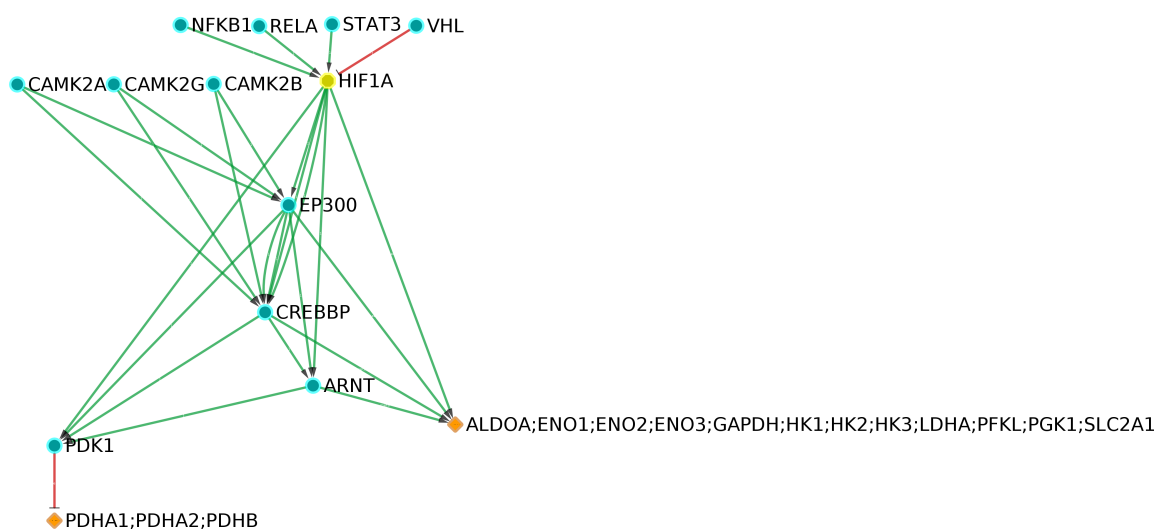 NFKB1
RELA
STAT3
VHL
CAMK2A
CAMK2G
CAMK2B
HIF1A
EP300
CREBBP
ARNT
ALDOA;ENO1;ENO2;ENO3;GAPDH;HK1;HK2;HK3;LDHA;PFKL;PGK1;SLC2A1
PDK1
PDHA1;PDHA2;PDHB